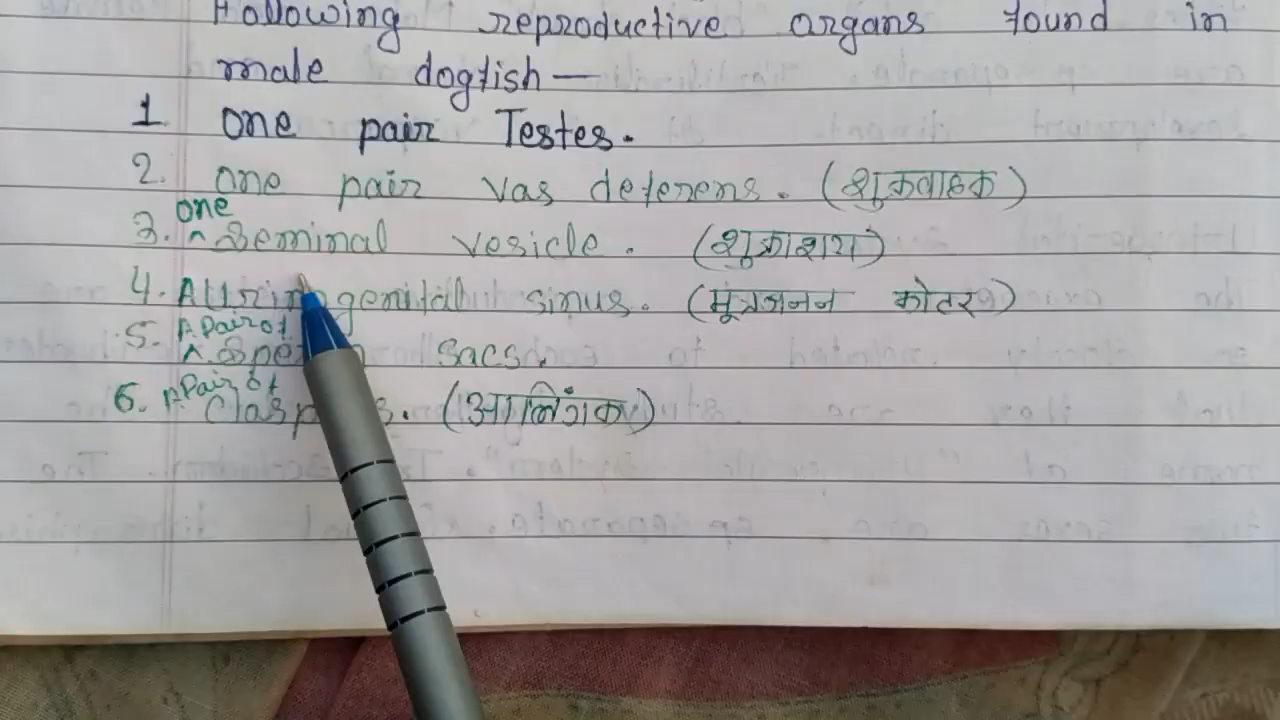 Following reproductive organs found in
male dogfish—
1. One pair Testes.
2. One pair vas deferens. (शुक्रवाहक)
3. one Seminal vesicle. (शुक्राशय)
4. A Urinogenital sinus. (मूत्रजनन कोटर)
5. A Pair of sacs.
6. A Pair of Claspers. (आलिंगक)